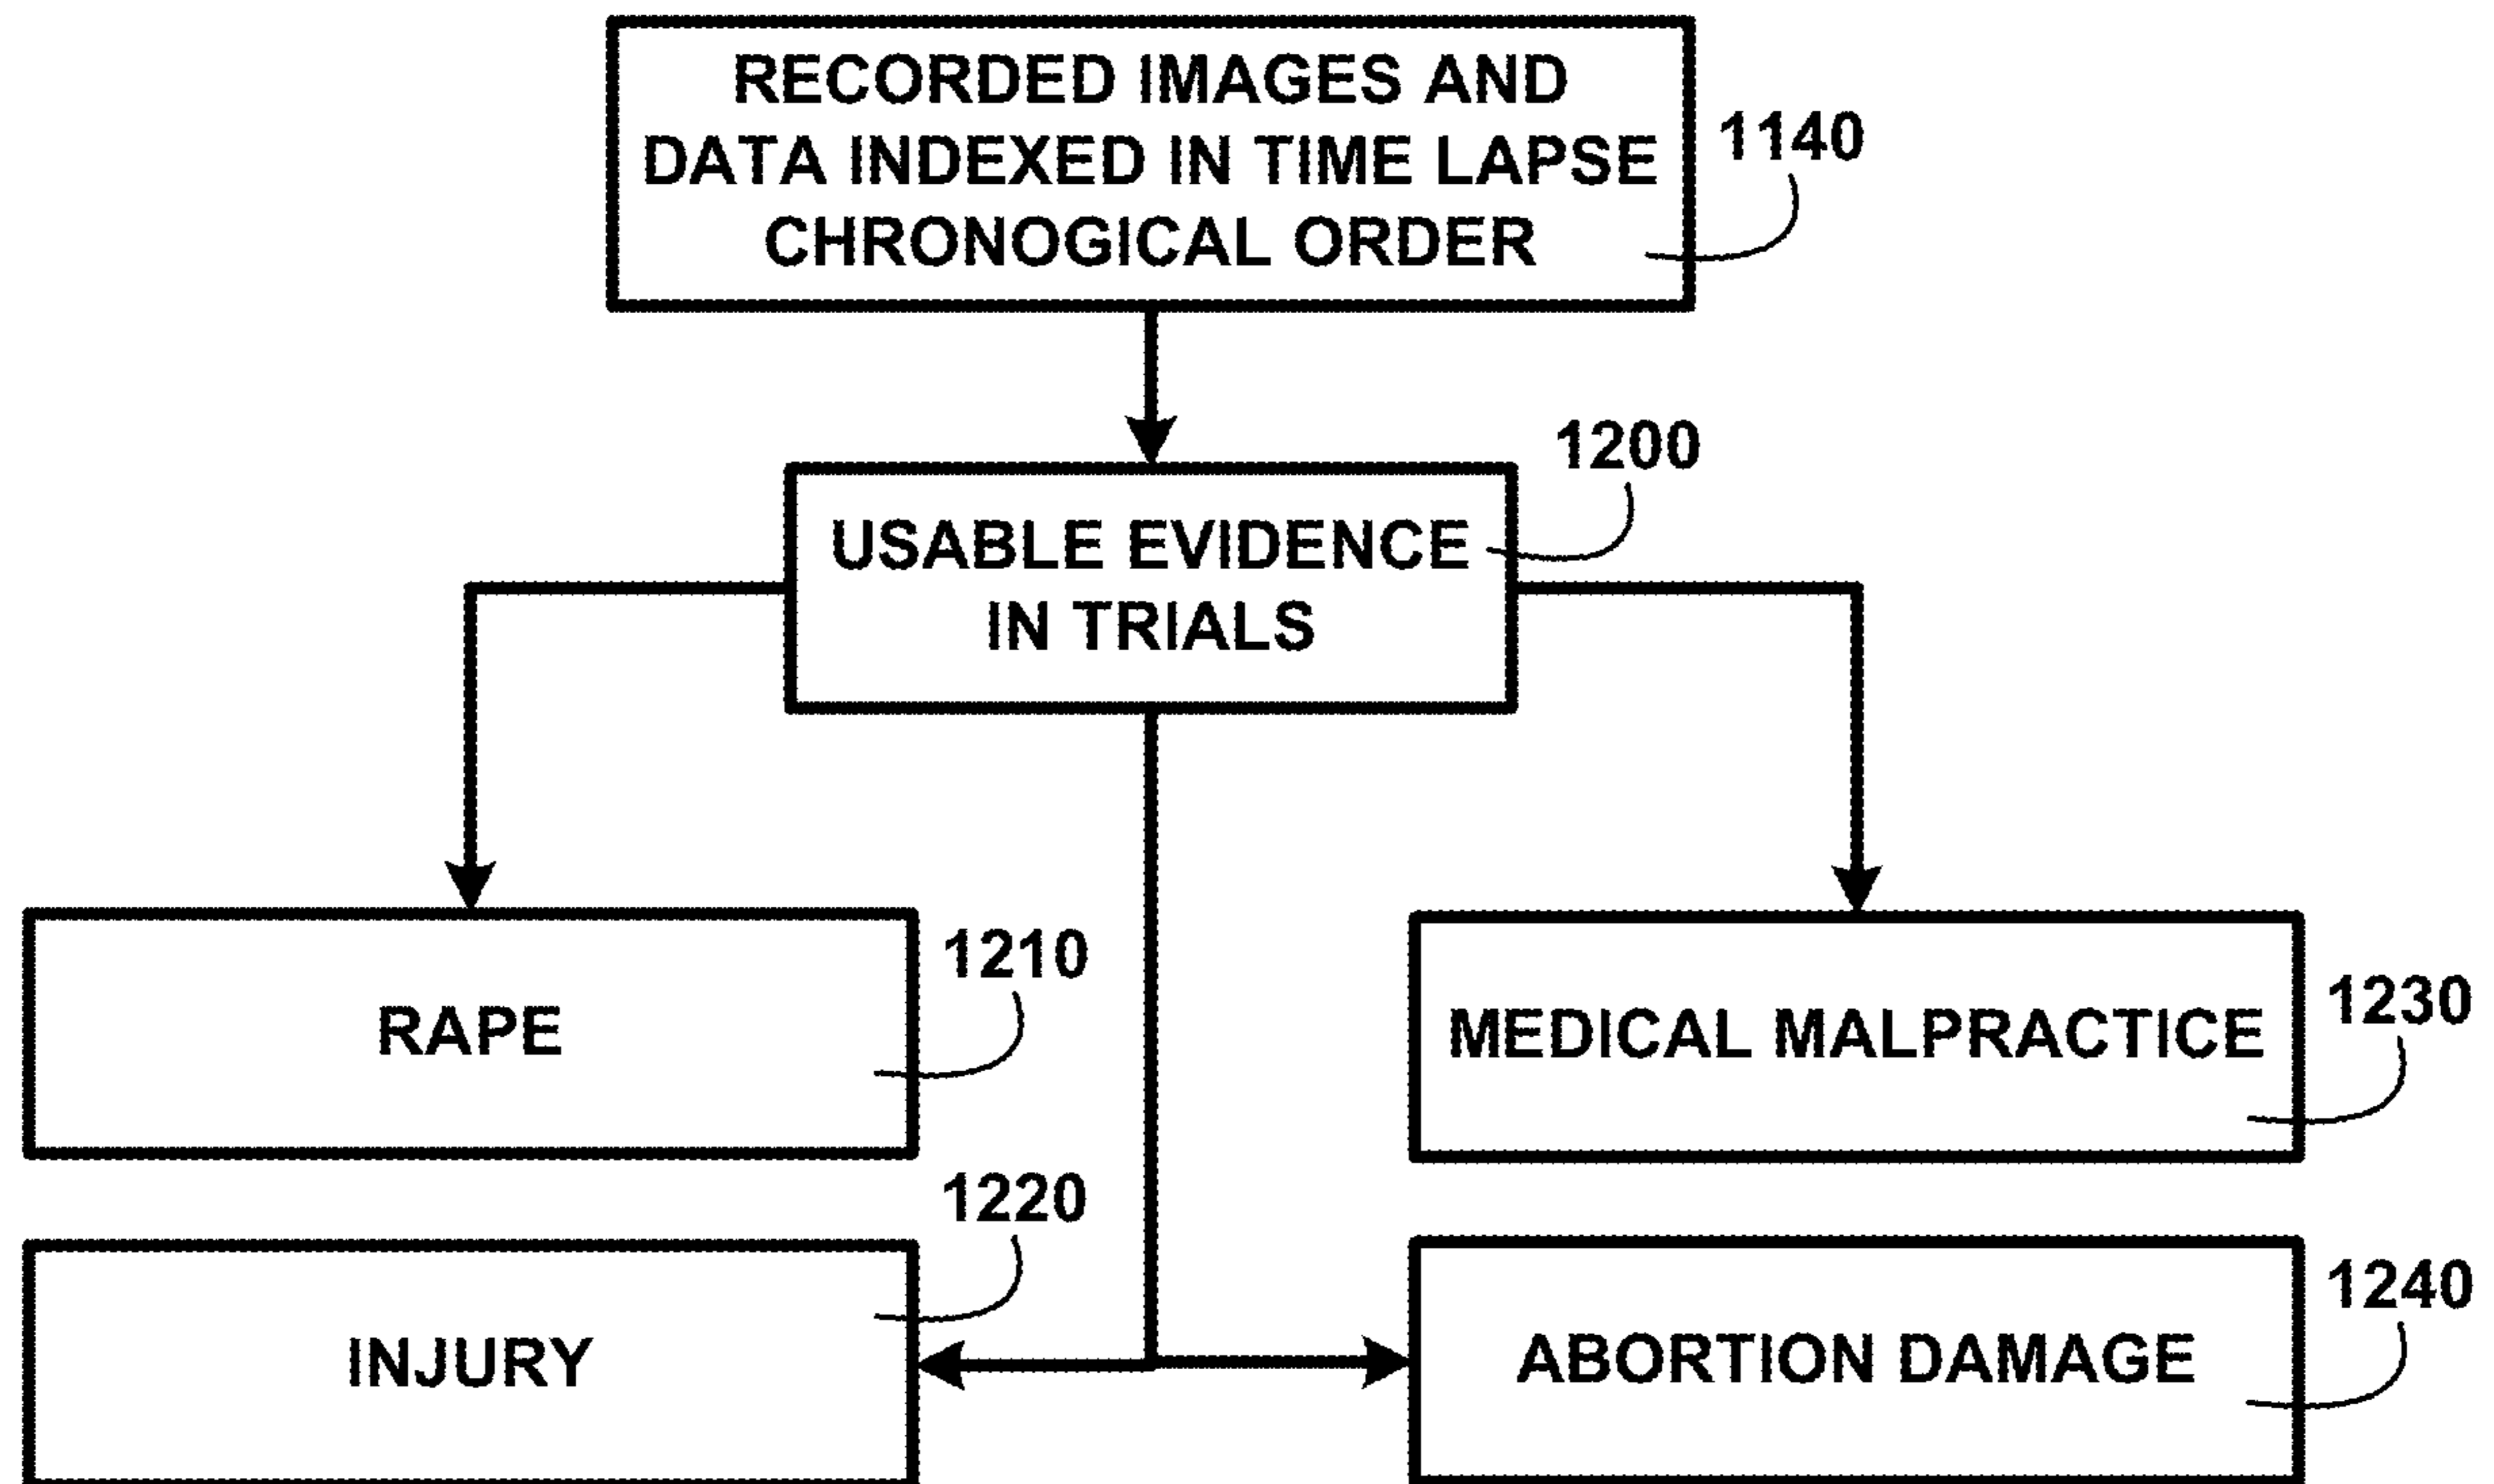 RECORDED IMAGES AND
DATA INDEXED IN TIME LAPSE
CHRONOGICAL ORDER
1140
1200
USABLE EVIDENCE
IN TRIALS
RAPE
1210
MEDICAL MALPRACTICE
1230
1220
INJURY
1240
ABORTION DAMAGE